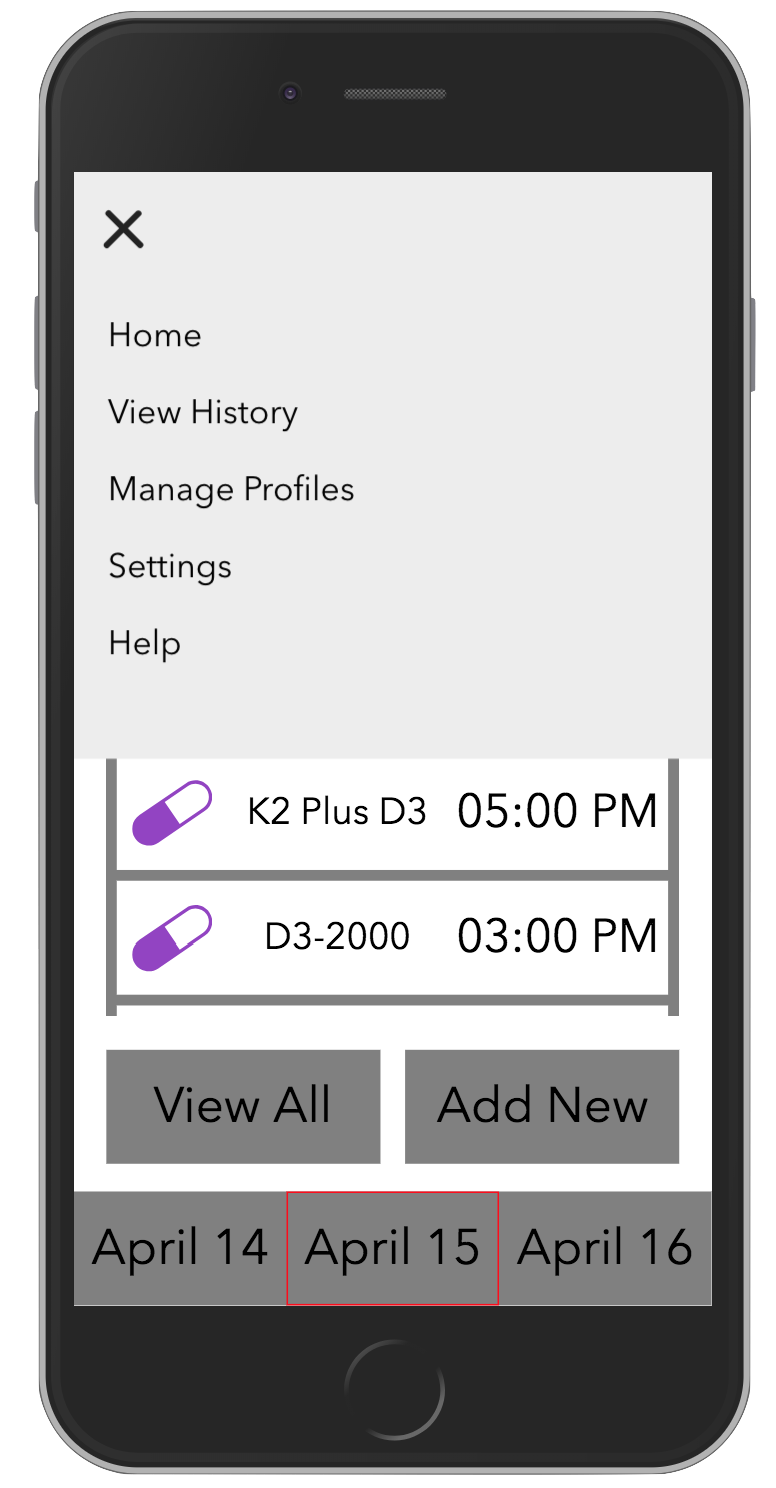 Home
View History
Manage Profiles
Settings
Help
K2 Plus D3 05:00 PM
D3-2000 03:00 PM
View All Add New
April 14 April 15 April 16